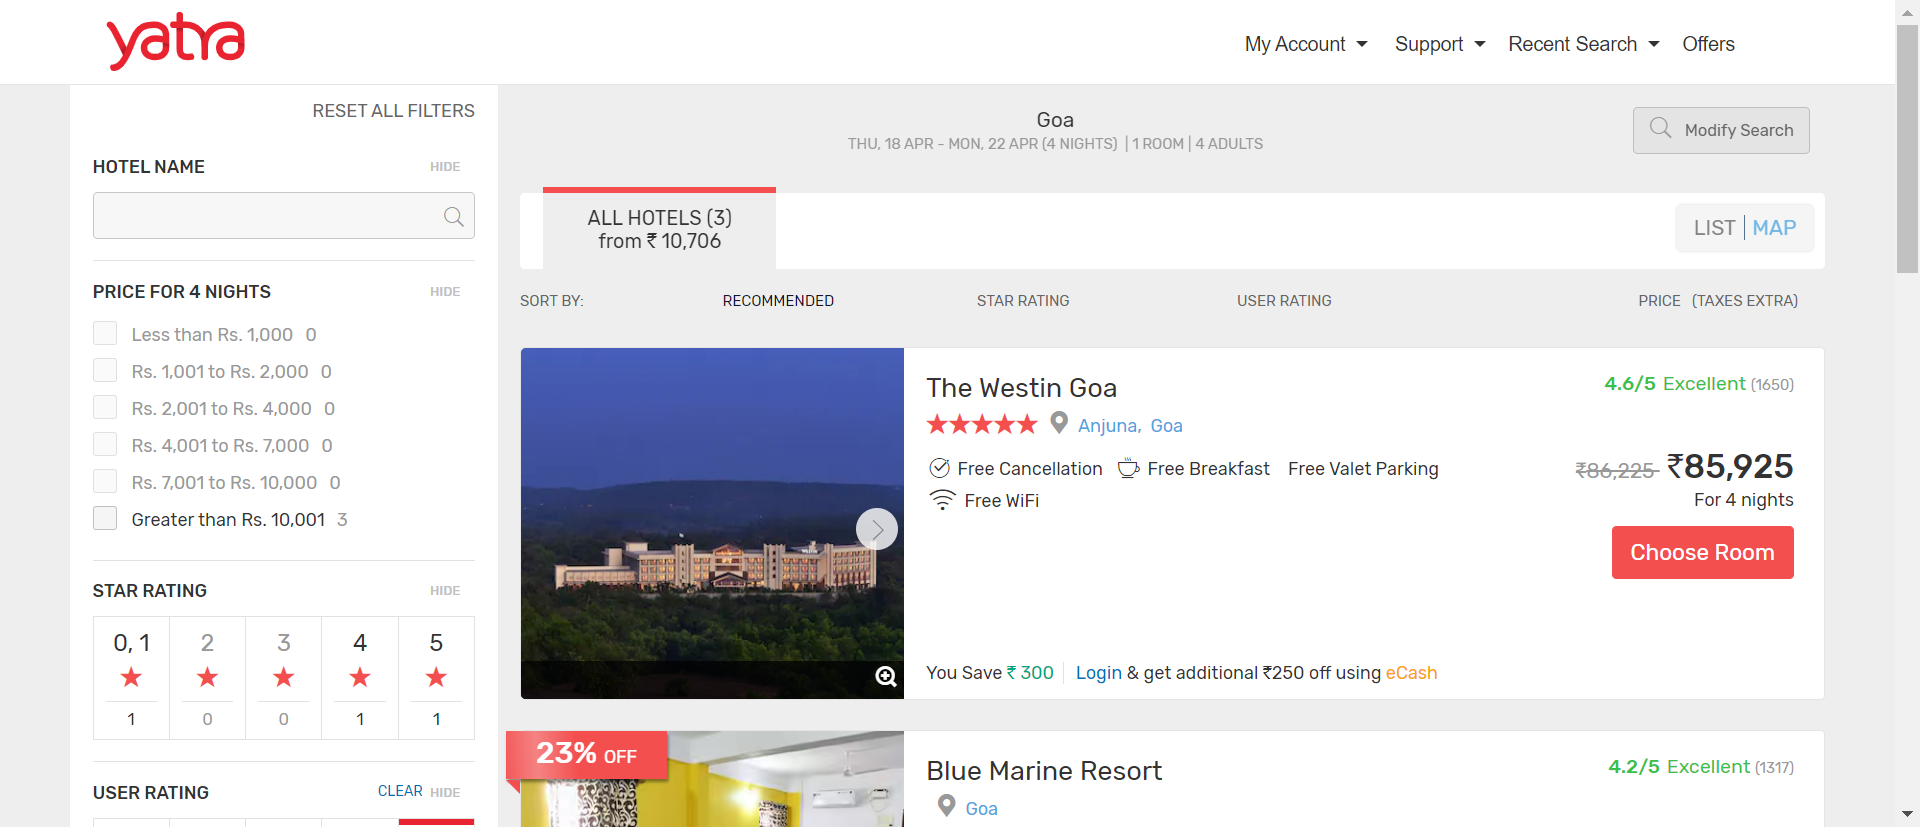 yatra
My Account
Support
Recent Search
Offers
RESET ALL FILTERS
HOTEL NAME HIDE
PRICE FOR 4 NIGHTS HIDE
Less than Rs. 1,000 0
Rs. 1,001 to Rs. 2,000 0
Rs. 2,001 to Rs. 4,000 0
Rs. 4,001 to Rs. 7,000 0
Rs. 7,001 to Rs. 10,000 0
Greater than Rs. 10,001 3
STAR RATING HIDE
0, 1 2 3 4 5
1 0 0 1 1
USER RATING CLEAR HIDE
Goa
THU, 18 APR - MON, 22 APR (4 NIGHTS) | 1 ROOM | 4 ADULTS
Modify Search
ALL HOTELS (3)
from ₹ 10,706
LIST | MAP
SORT BY: RECOMMENDED STAR RATING USER RATING PRICE (TAXES EXTRA)
The Westin Goa
4.6/5 Excellent (1650)
Anjuna, Goa
Free Cancellation Free Breakfast Free Valet Parking
Free WiFi
₹86,225 ₹85,925
For 4 nights
Choose Room
You Save ₹ 300 Login & get additional ₹250 off using eCash
23% OFF
Blue Marine Resort
4.2/5 Excellent (1317)
Goa